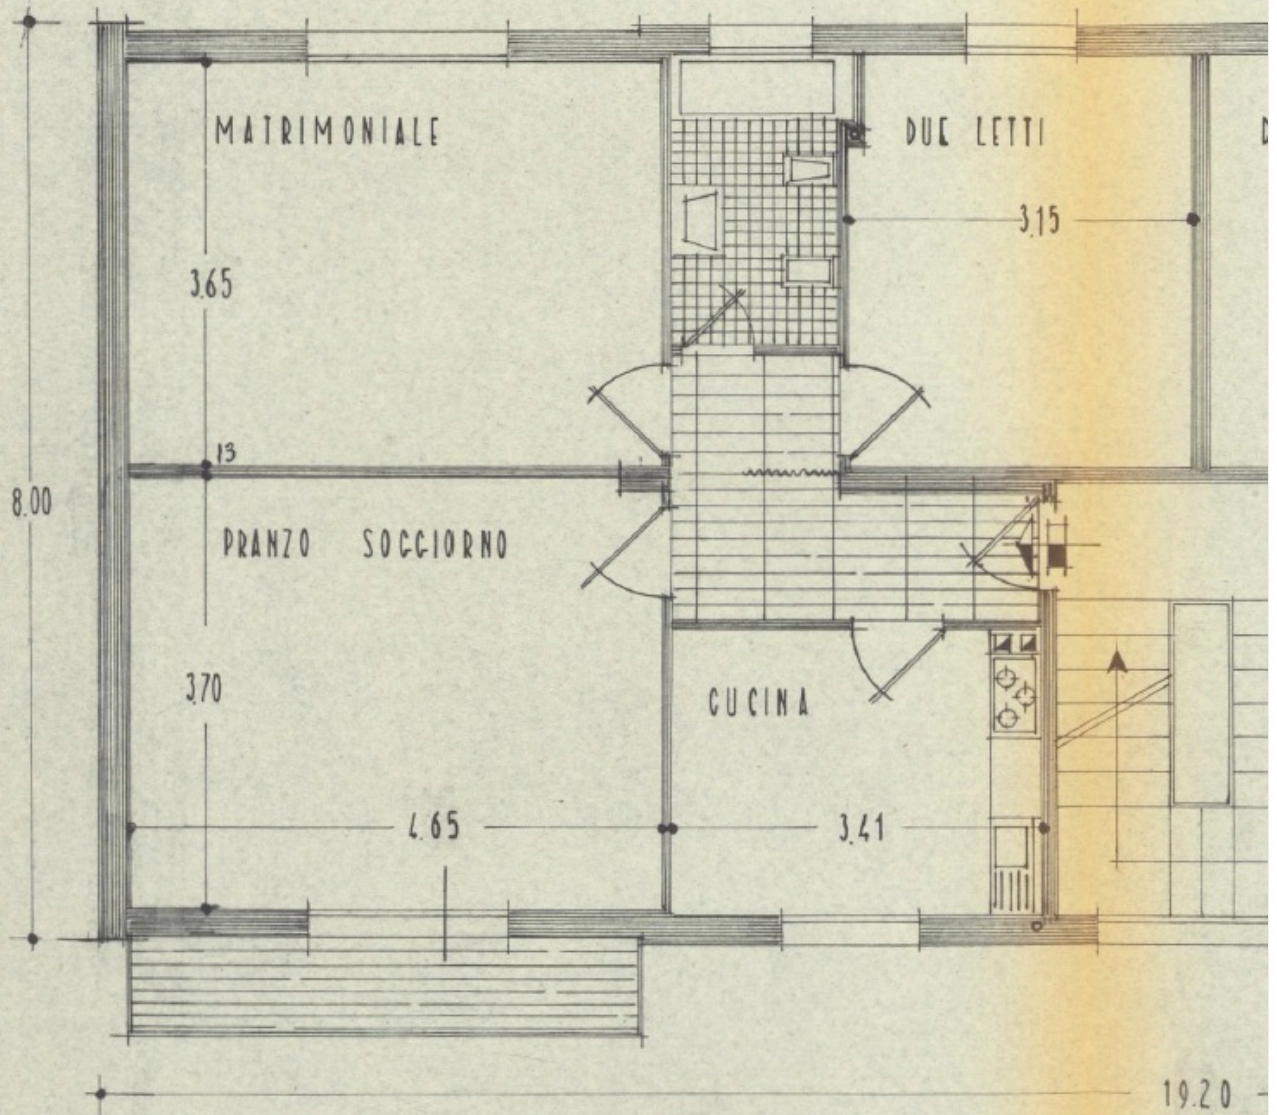 MATRIMONIALE
DUE LETTI
D
3.15
3.65
13
8.00
PRANZO SOGGIORNO
3.70
CUCINA
4.65
3.41
19.20